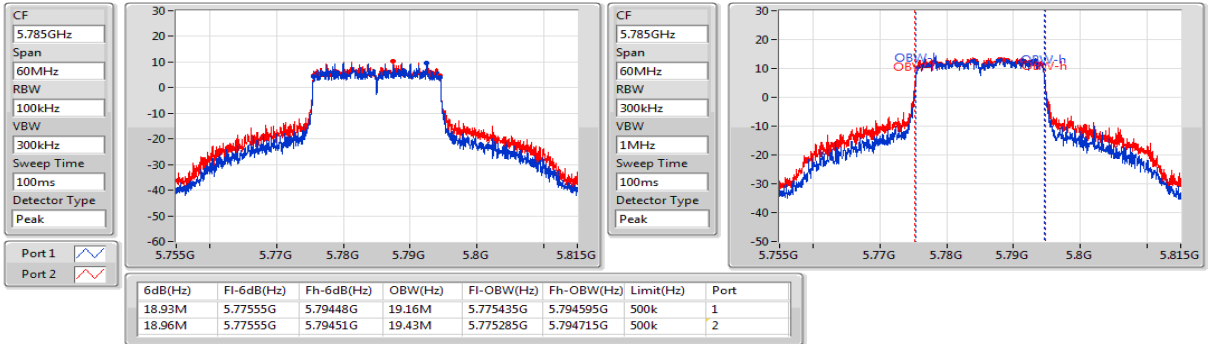 CF
5.785GHz
Span
60MHz
RBW
100kHz
VBW
300kHz
Sweep Time
100ms
Detector Type
Peak
Port 1
Port 2
30
20
10
0
-10
-20
-30
-40
-50
-60
5.755G 5.77G 5.78G 5.79G 5.8G 5.815G
CF
5.785GHz
Span
60MHz
RBW
300kHz
VBW
1MHz
Sweep Time
100ms
Detector Type
Peak
30
20
10
0
-10
-20
-30
-40
-50
OBW-l OBW-h
OBW-l OBW-h
5.755G 5.77G 5.78G 5.79G 5.8G 5.815G
6dB(Hz) Fl-6dB(Hz) Fh-6dB(Hz) OBW(Hz) Fl-OBW(Hz) Fh-OBW(Hz) Limit(Hz) Port
18.93M 5.77555G 5.79448G 19.16M 5.775435G 5.794595G 500k 1
18.96M 5.77555G 5.79451G 19.43M 5.775285G 5.794715G 500k 2